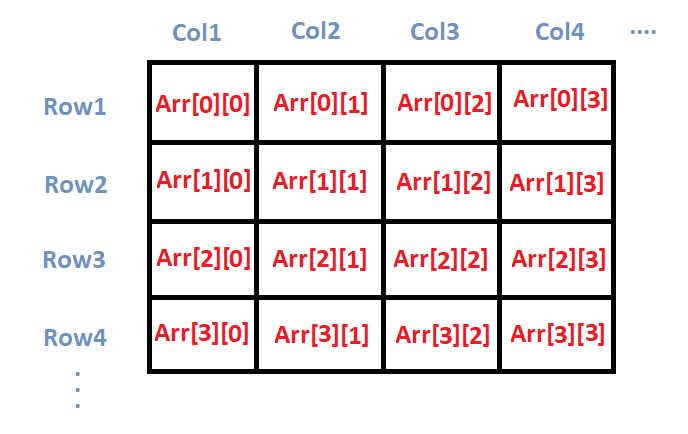 Col1 Col2 Col3 Col4 ....
Row1 Arr[0][0] Arr[0][1] Arr[0][2] Arr[0][3]
Row2 Arr[1][0] Arr[1][1] Arr[1][2] Arr[1][3]
Row3 Arr[2][0] Arr[2][1] Arr[2][2] Arr[2][3]
Row4 Arr[3][0] Arr[3][1] Arr[3][2] Arr[3][3]
.
.
.